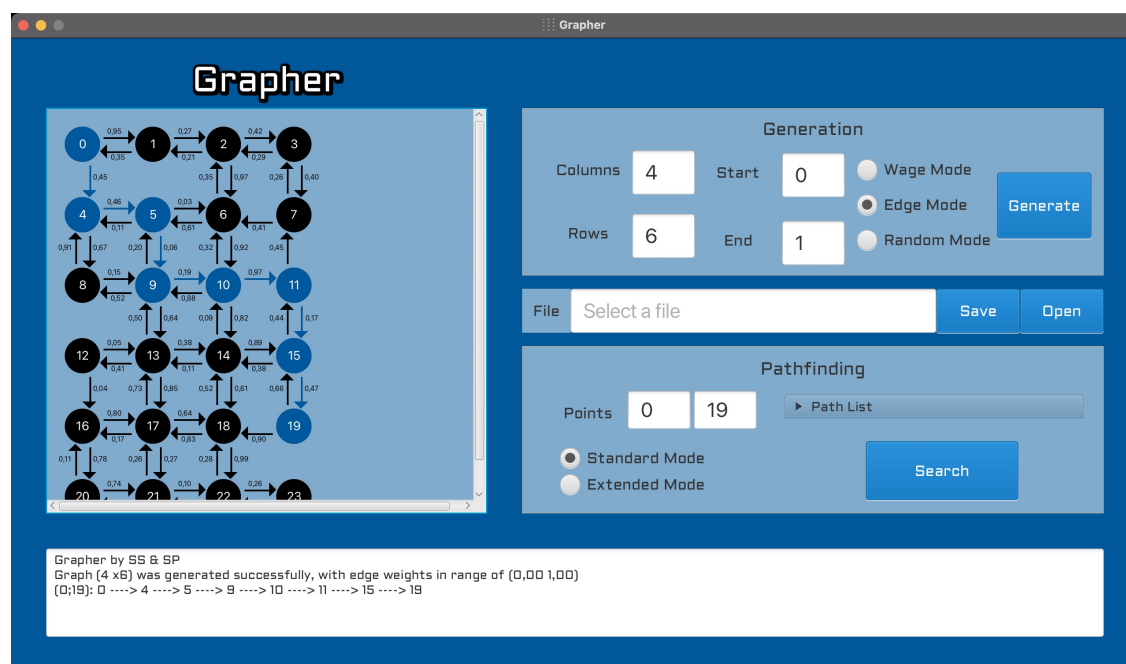 Grapher
Grapher
0 0,95 0,35 1 0,27 0,21 2 0,42 0,29 3
0,45 0,35 0,97 0,26 0,40
4 0,46 0,11 5 0,03 0,61 6 0,41 7
0,91 0,67 0,20 0,06 0,32 0,92 0,45
8 0,15 0,52 9 0,19 0,88 10 0,97 11
0,50 0,64 0,09 0,82 0,44 0,17
12 0,05 0,41 13 0,38 0,11 14 0,89 0,38 15
0,04 0,73 0,85 0,52 0,61 0,66 0,47
16 0,80 0,17 17 0,64 0,83 18 0,90 19
0,11 0,78 0,26 0,27 0,28 0,99
20 0,74 21 0,10 22 0,26 23
Generation
Columns 4 Start 0 Wage Mode
Edge Mode Generate
Rows 6 End 1 Random Mode
File Select a file Save Open
Pathfinding
Points 0 19 Path List
Standard Mode
Extended Mode
Search
Grapher by SS & SP
Graph (4 x6) was generated successfully, with edge weights in range of (0,00 1,00)
(0;19): 0 ----> 4 ----> 5 ----> 9 ----> 10 ----> 11 ----> 15 ----> 19